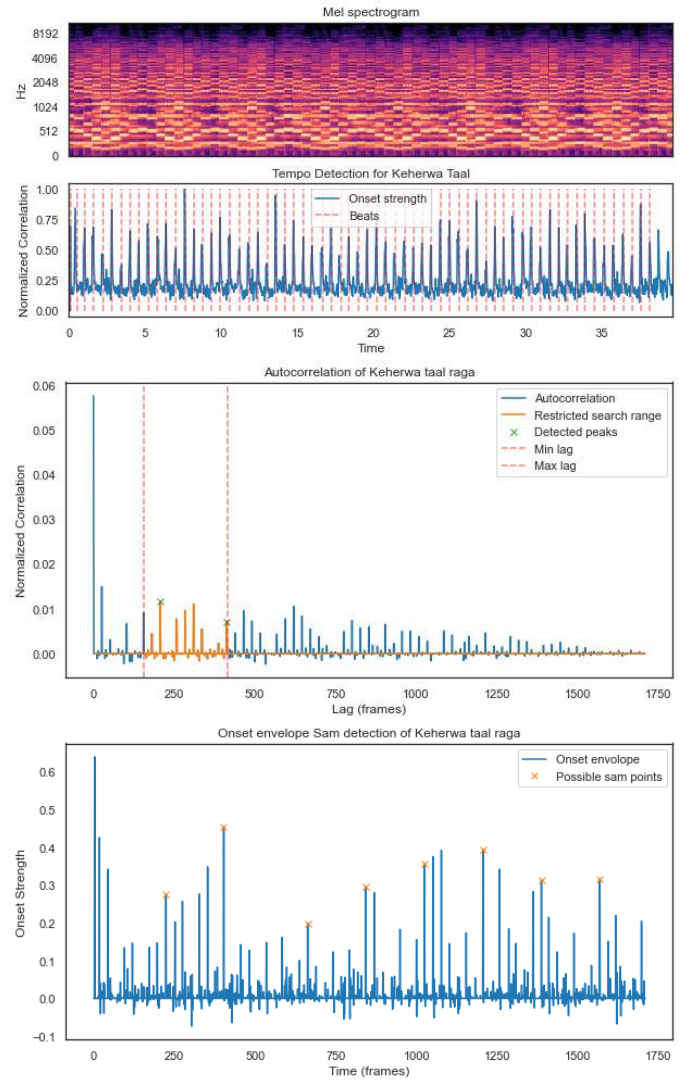 Mel spectrogram
8192
4096
2048
1024
512
0
Hz
Tempo Detection for Keherwa Taal
1.00
0.75
0.50
0.25
0.00
Normalized Correlation
Onset strength
Beats
0 5 10 15 20 25 30 35
Time
Autocorrelation of Keherwa taal raga
0.06
0.05
0.04
0.03
0.02
0.01
0.00
Normalized Correlation
Autocorrelation
Restricted search range
Detected peaks
Min lag
Max lag
0 250 500 750 1000 1250 1500 1750
Lag (frames)
Onset envelope Sam detection of Keherwa taal raga
0.6
0.5
0.4
0.3
0.2
0.1
0.0
−0.1
Onset Strength
Onset envelope
Possible sam points
0 250 500 750 1000 1250 1500 1750
Time (frames)